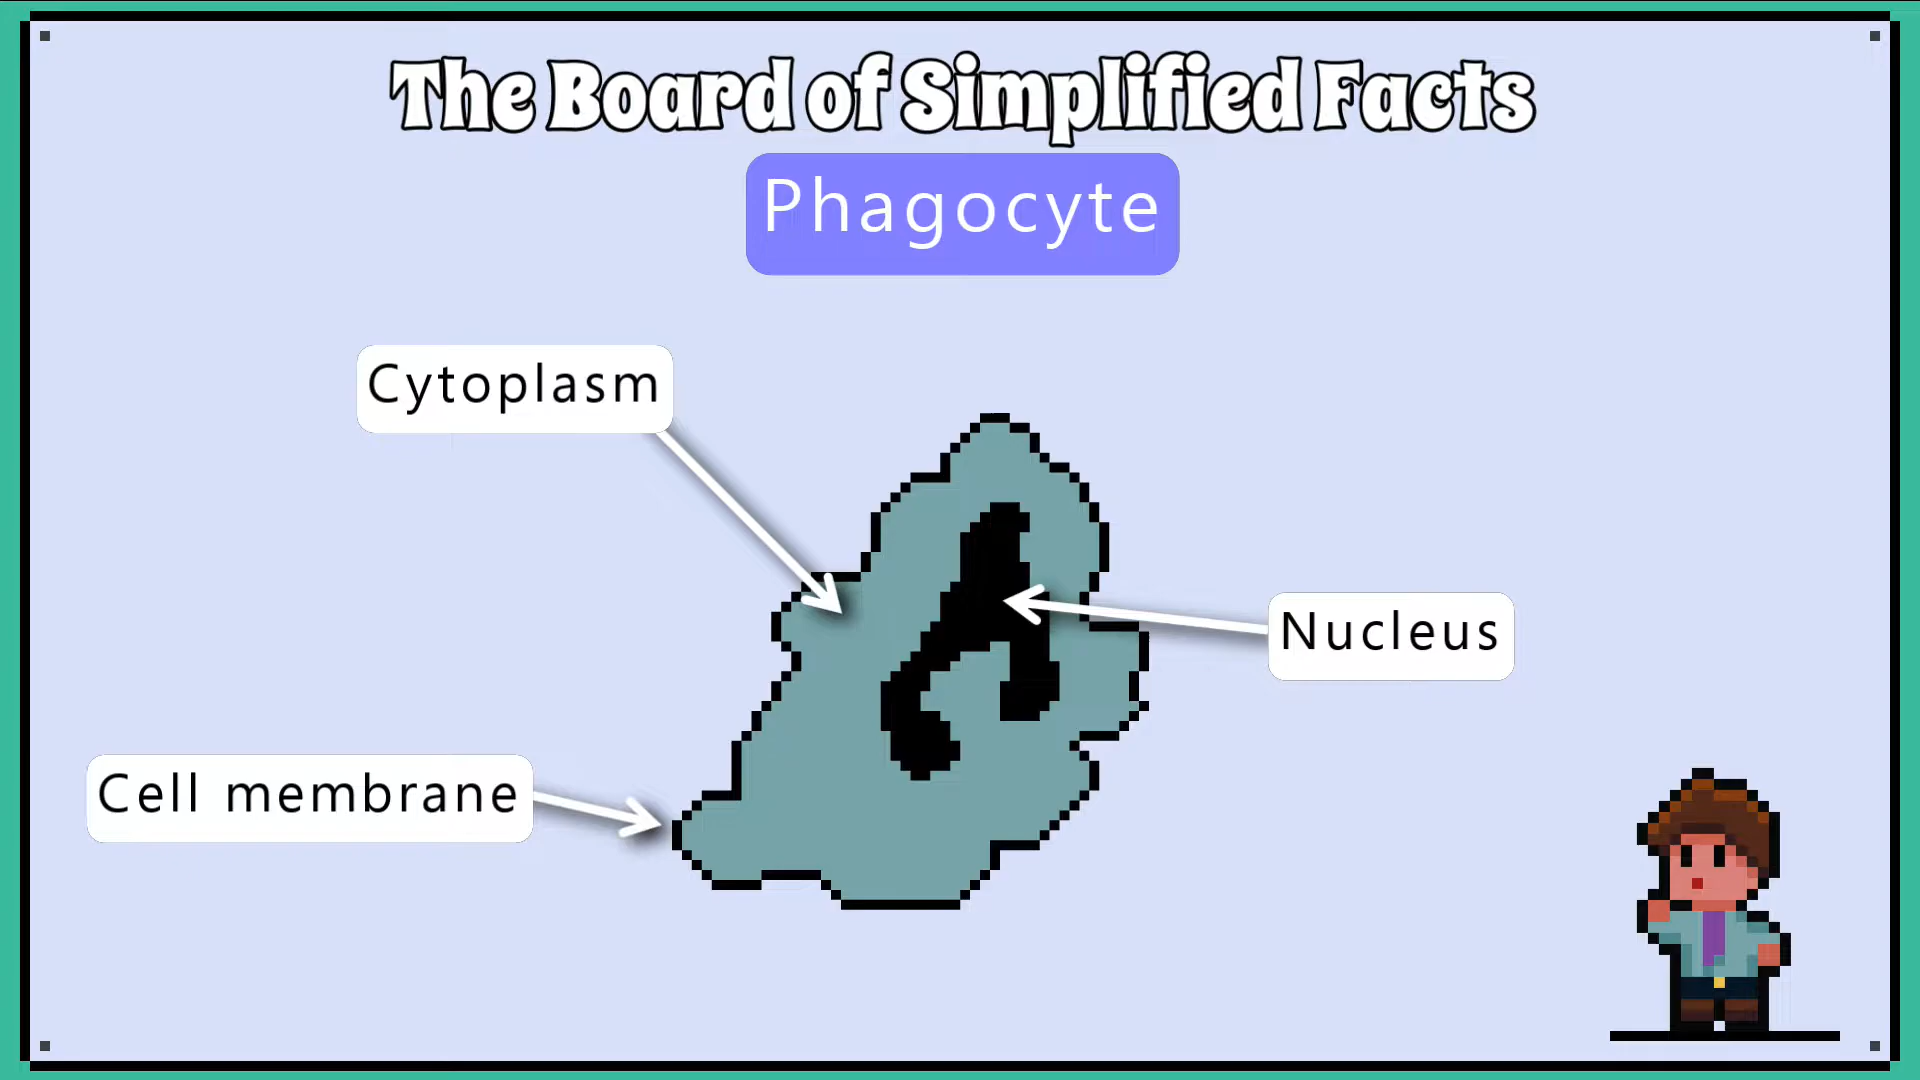 The Board of Simplified Facts
Phagocyte
Cytoplasm
Nucleus
Cell membrane